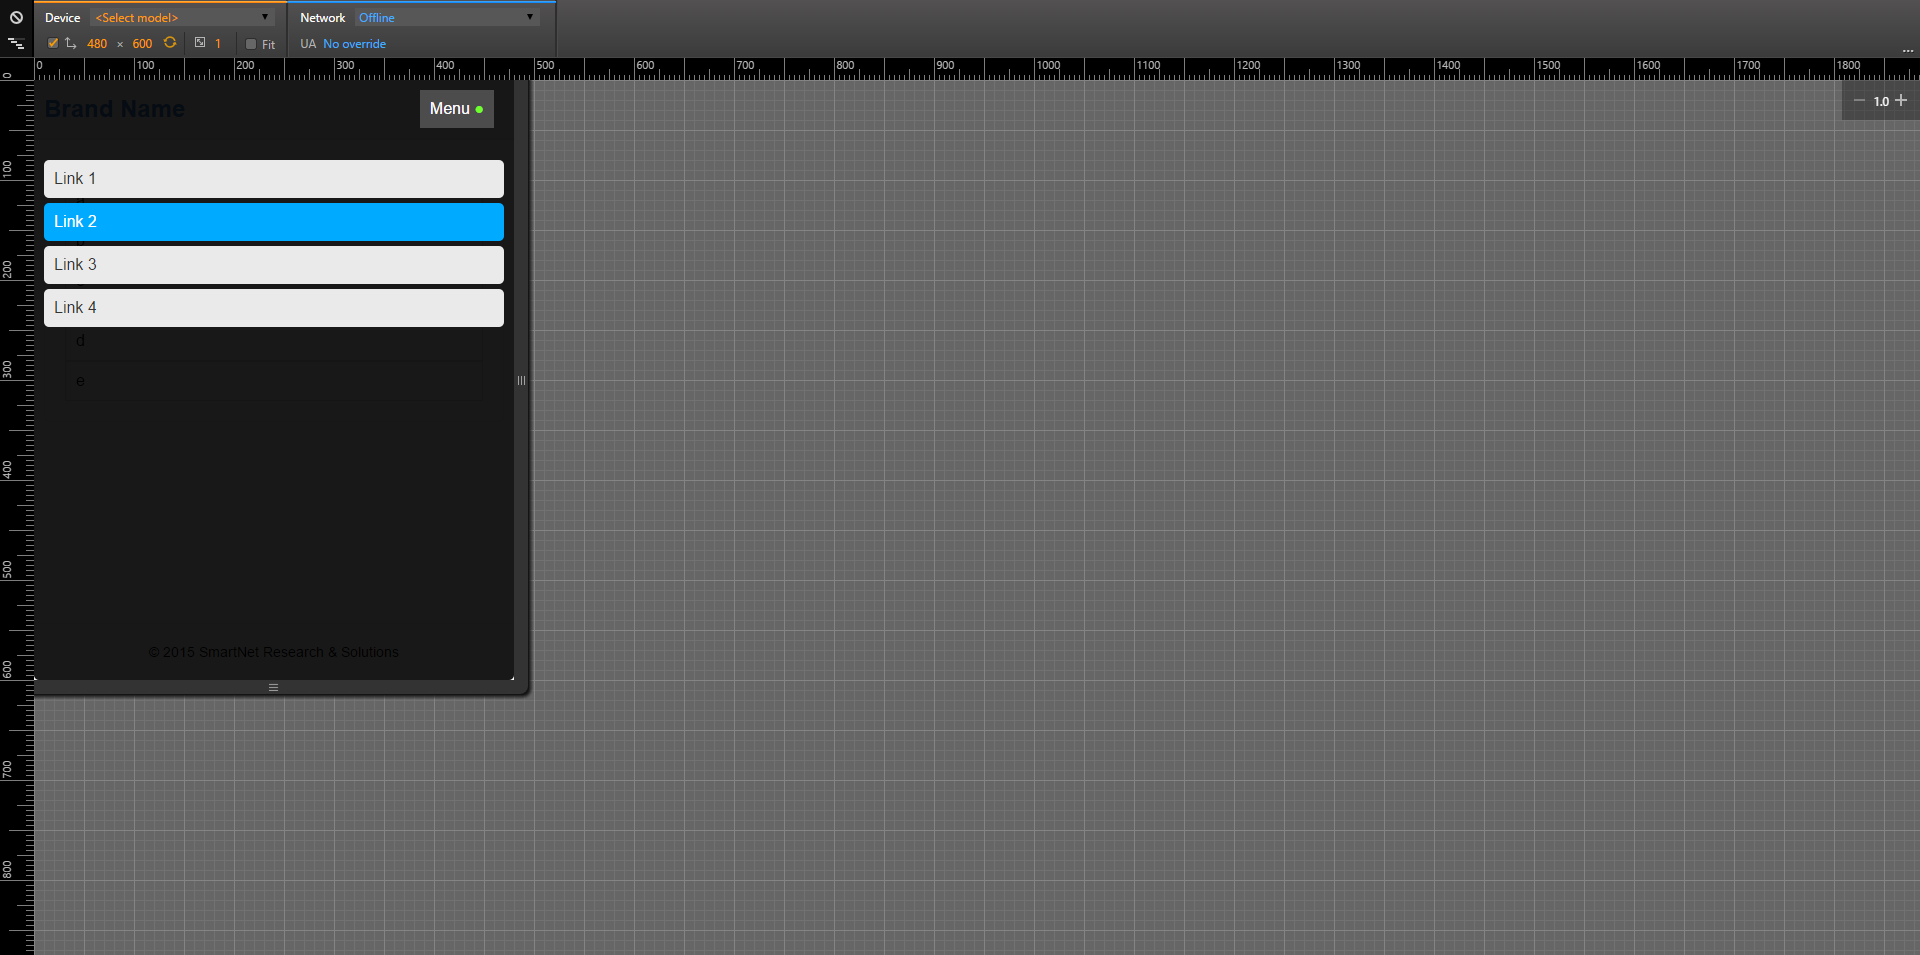 Device <Select model> Network Offline
480 × 600 1 Fit UA No override
...
0 100 200 300 400 500 600 700 800 900 1000 1100 1200 1300 1400 1500 1600 1700 1800
0
100
200
300
400
500
600
700
800
1.0
Brand Name
Menu
Link 1
Link 2
Link 3
Link 4
d
e
© 2015 SmartNet Research & Solutions